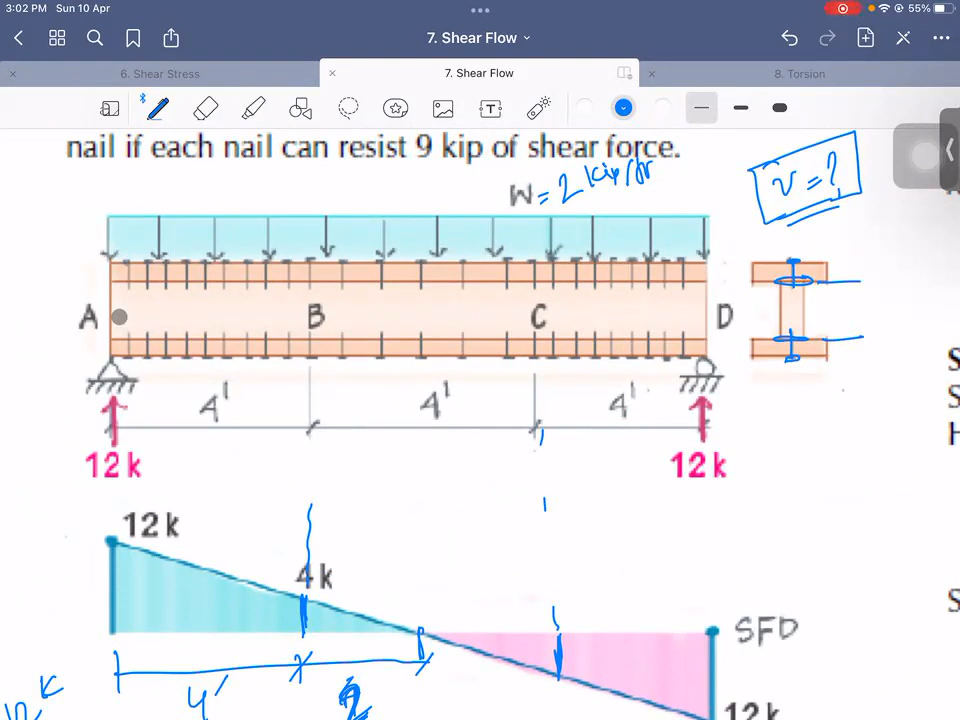 3:02 PM Sun 10 Apr
55%
7. Shear Flow
6. Shear Stress
7. Shear Flow
8. Torsion
nail if each nail can resist 9 kip of shear force.
W = 2 kip/ft
v = ?
A
B
C
D
4'
4'
4'
12 k
12 k
12 k
4 k
SFD
4'
2
12 k
S
S
H
S
12 k